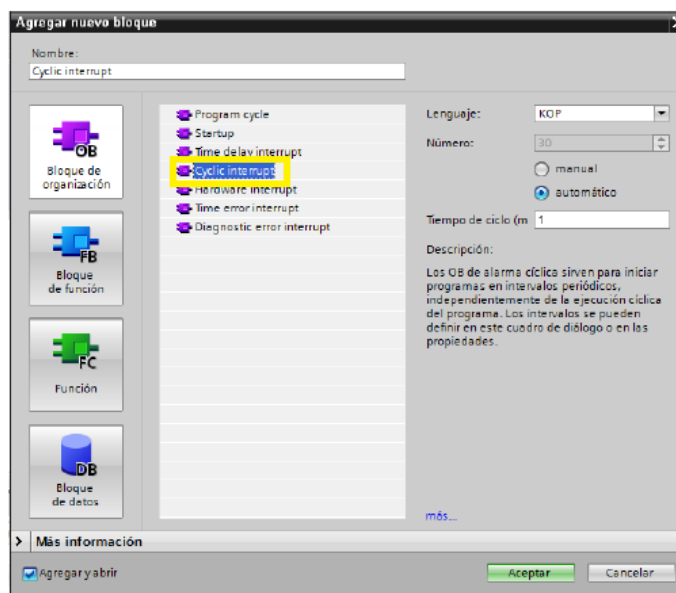 Agregar nuevo bloque
Nombre:
Cyclic interrupt
OB
Bloque de
organización
FB
Bloque
de función
FC
Función
DB
Bloque
de datos
Program cycle
Startup
Time delay interrupt
Cyclic interrupt
Hardware interrupt
Time error interrupt
Diagnostic error interrupt
Lenguaje: KOP
Número: 30
manual
automático
Tiempo de ciclo (m 1
Descripción:
Los OB de alarma cíclica sirven para iniciar
programas en intervalos periódicos,
independientemente de la ejecución cíclica
del programa. Los intervalos se pueden
definir en este cuadro de diálogo o en las
propiedades.
más...
Más información
Agregar y abrir
Aceptar
Cancelar